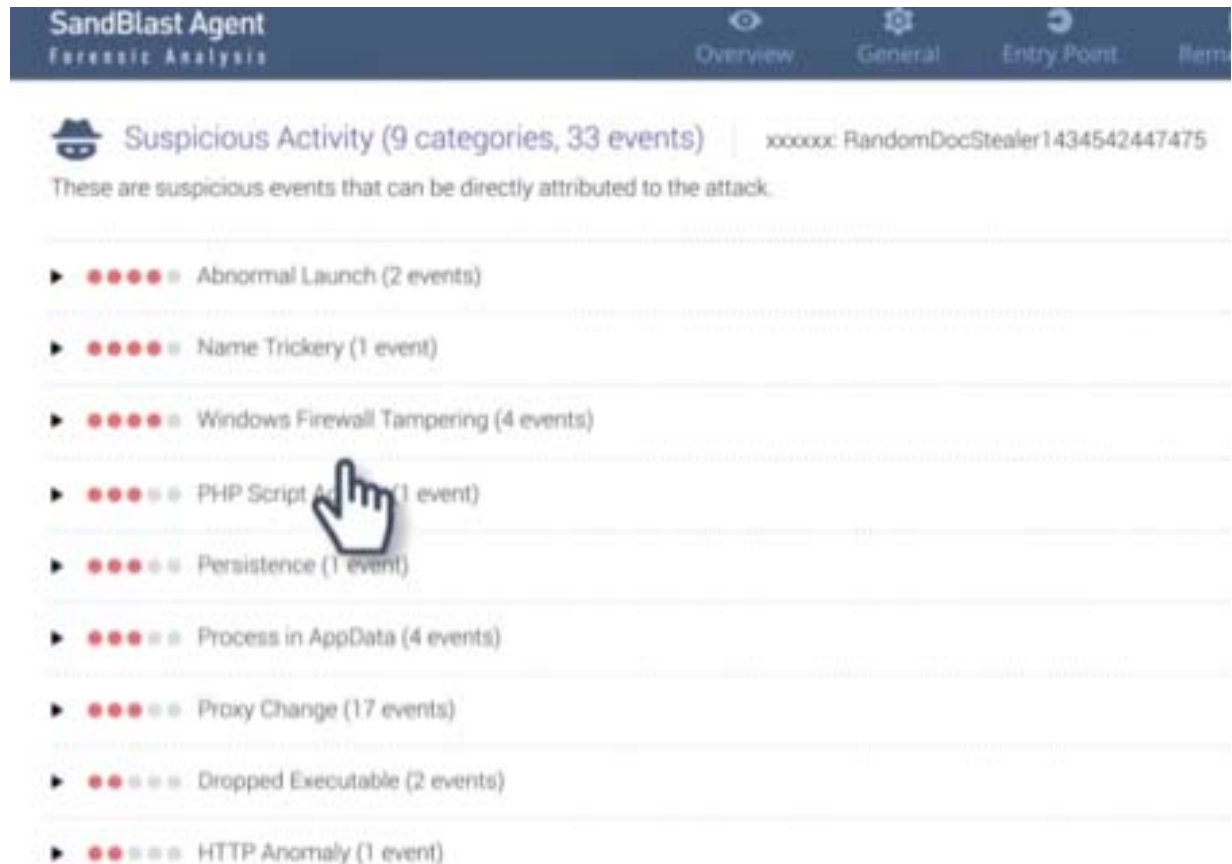 SandBlast Agent
Forensic Analysis
Overview
General
Entry Point
Suspicious Activity (9 categories, 33 events)
xxxxxx: RandomDocStealer1434542447475
These are suspicious events that can be directly attributed to the attack.
Abnormal Launch (2 events)
Name Trickery (1 event)
Windows Firewall Tampering (4 events)
PHP Script (1 event)
Persistence (1 event)
Process in AppData (4 events)
Proxy Change (17 events)
Dropped Executable (2 events)
HTTP Anomaly (1 event)